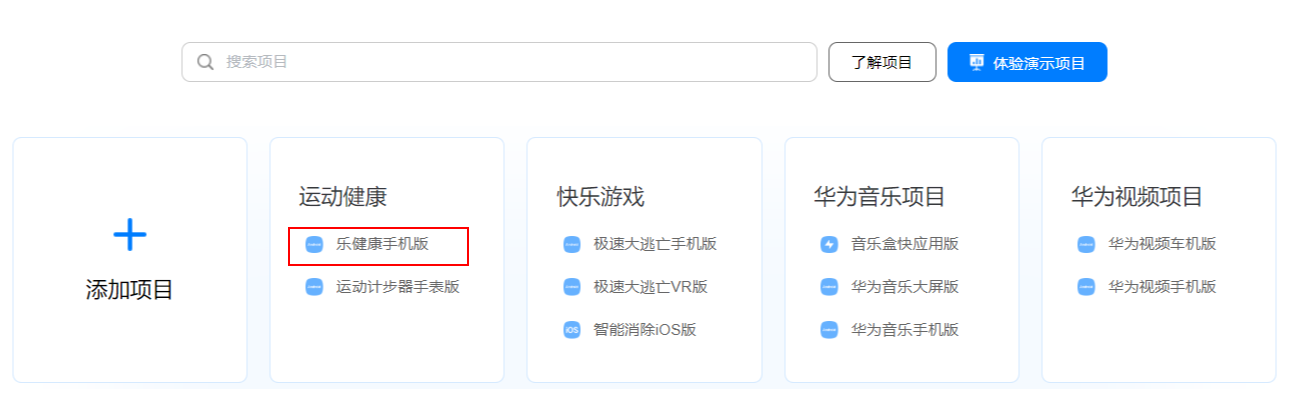 搜索项目
了解项目
体验演示项目
添加项目
运动健康
乐健康手机版
运动计步器手表版
快乐游戏
极速大逃亡手机版
极速大逃亡VR版
iOS
智能消除iOS版
华为音乐项目
音乐盒快应用版
华为音乐大屏版
华为音乐手机版
华为视频项目
华为视频车机版
华为视频手机版